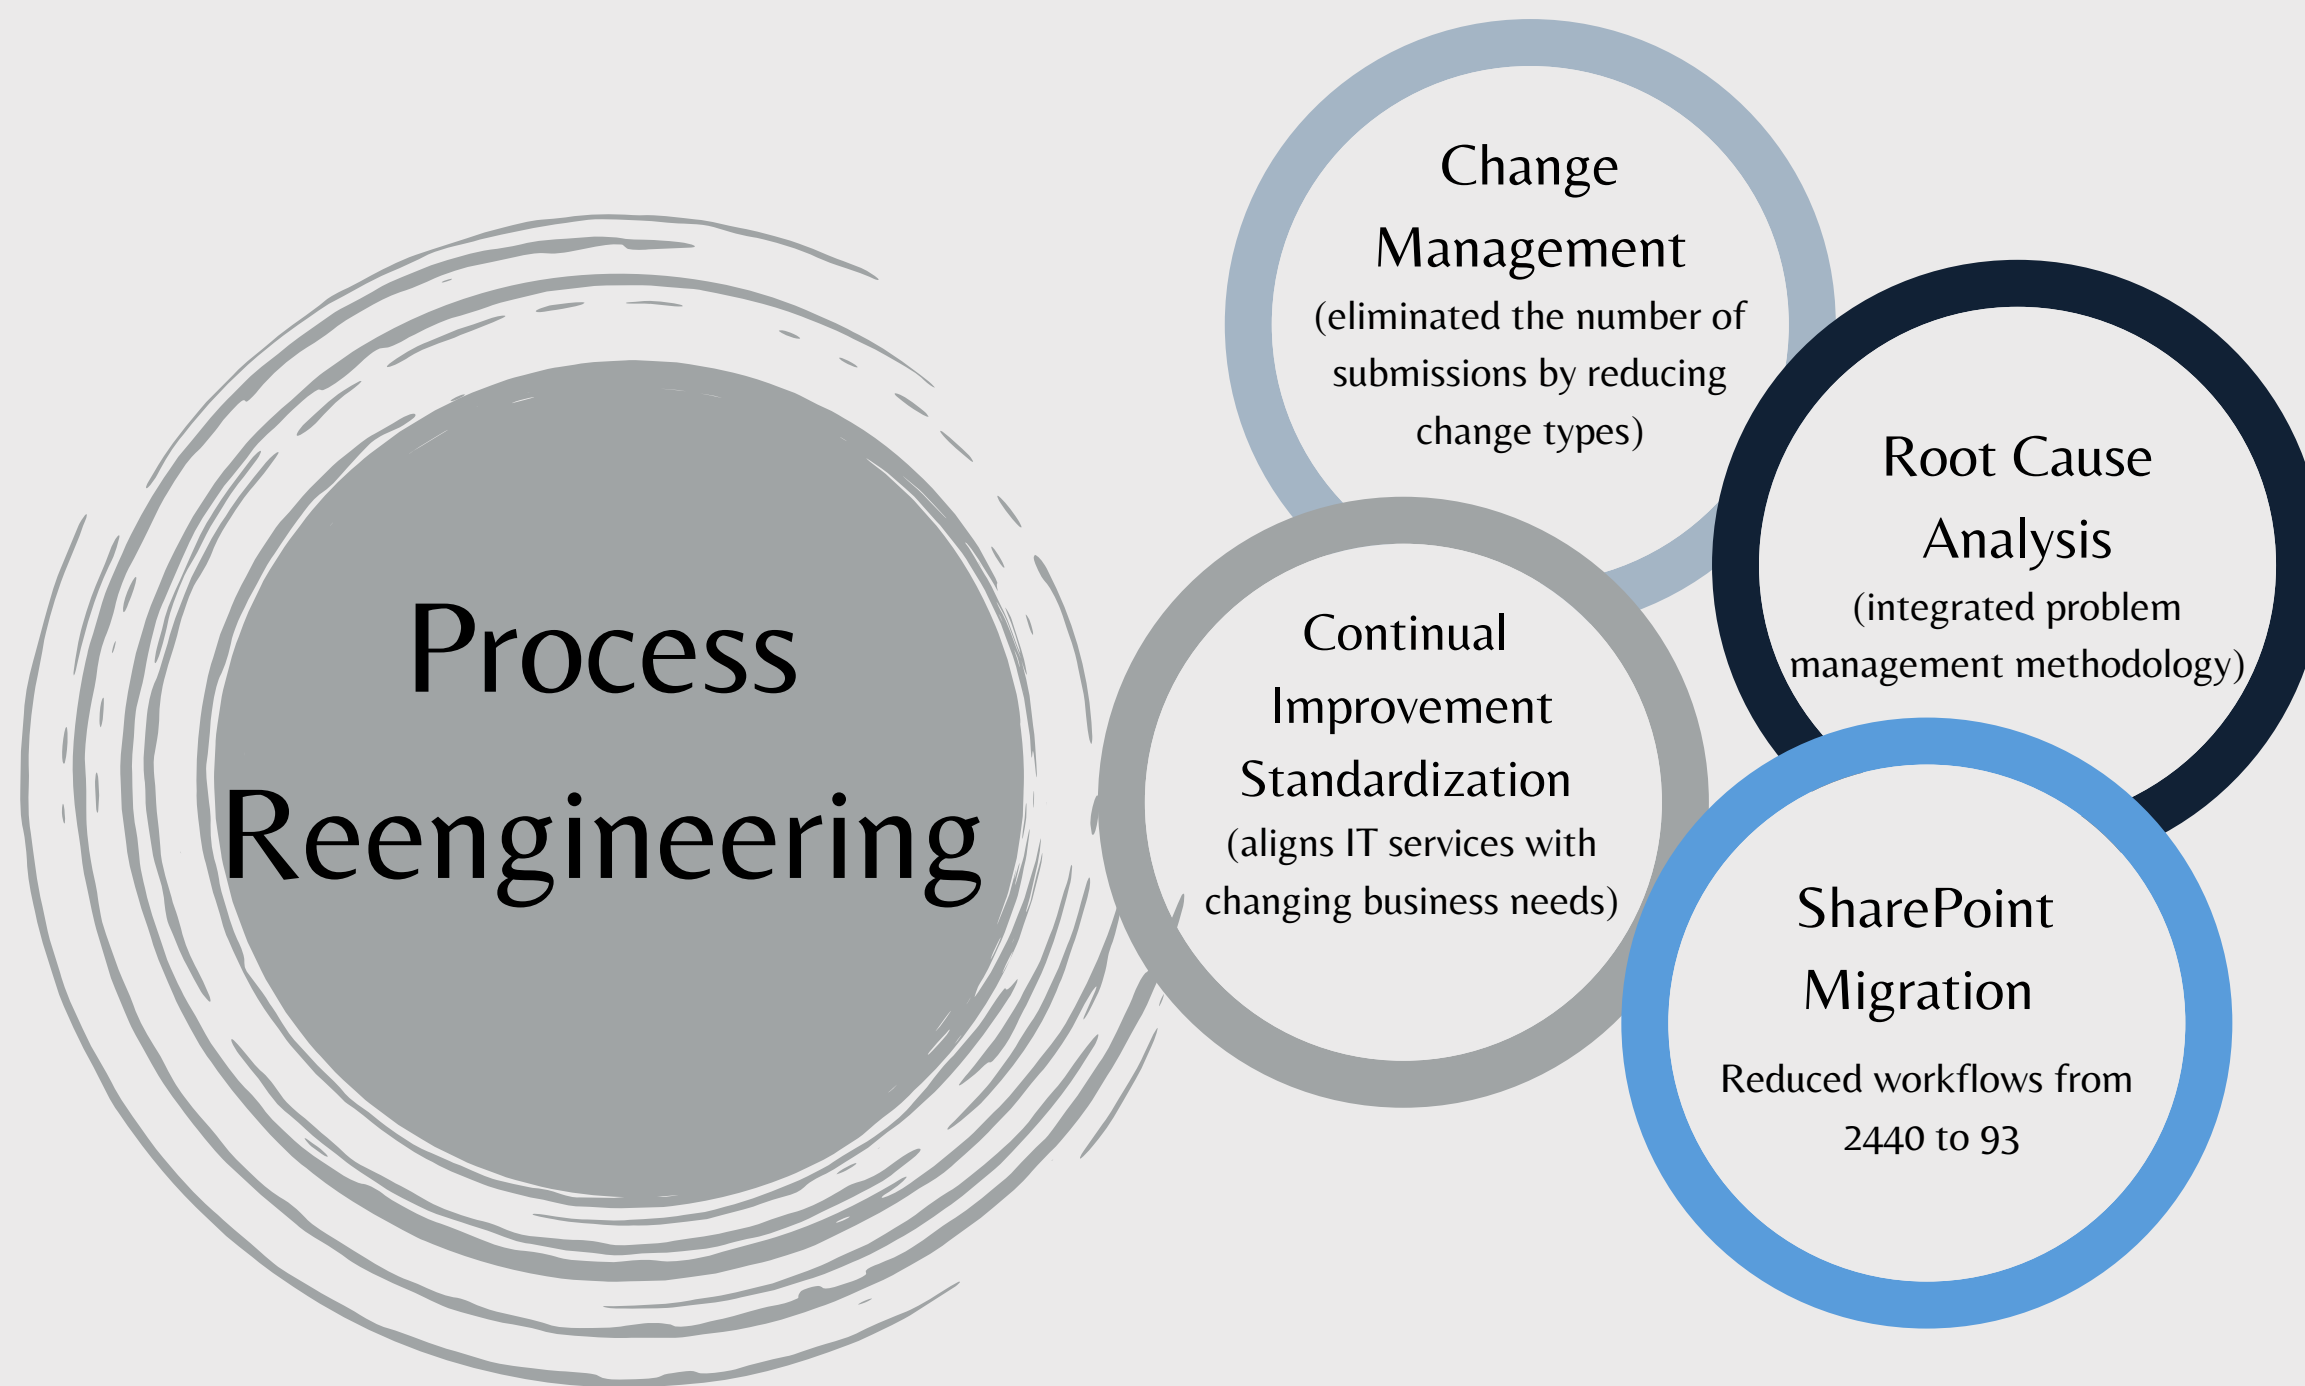 Process
Reengineering
Change
Management
(eliminated the number of
submissions by reducing
change types)
Root Cause
Analysis
(integrated problem
management methodology)
Continual
Improvement
Standardization
(aligns IT services with
changing business needs)
SharePoint
Migration
Reduced workflows from
2440 to 93